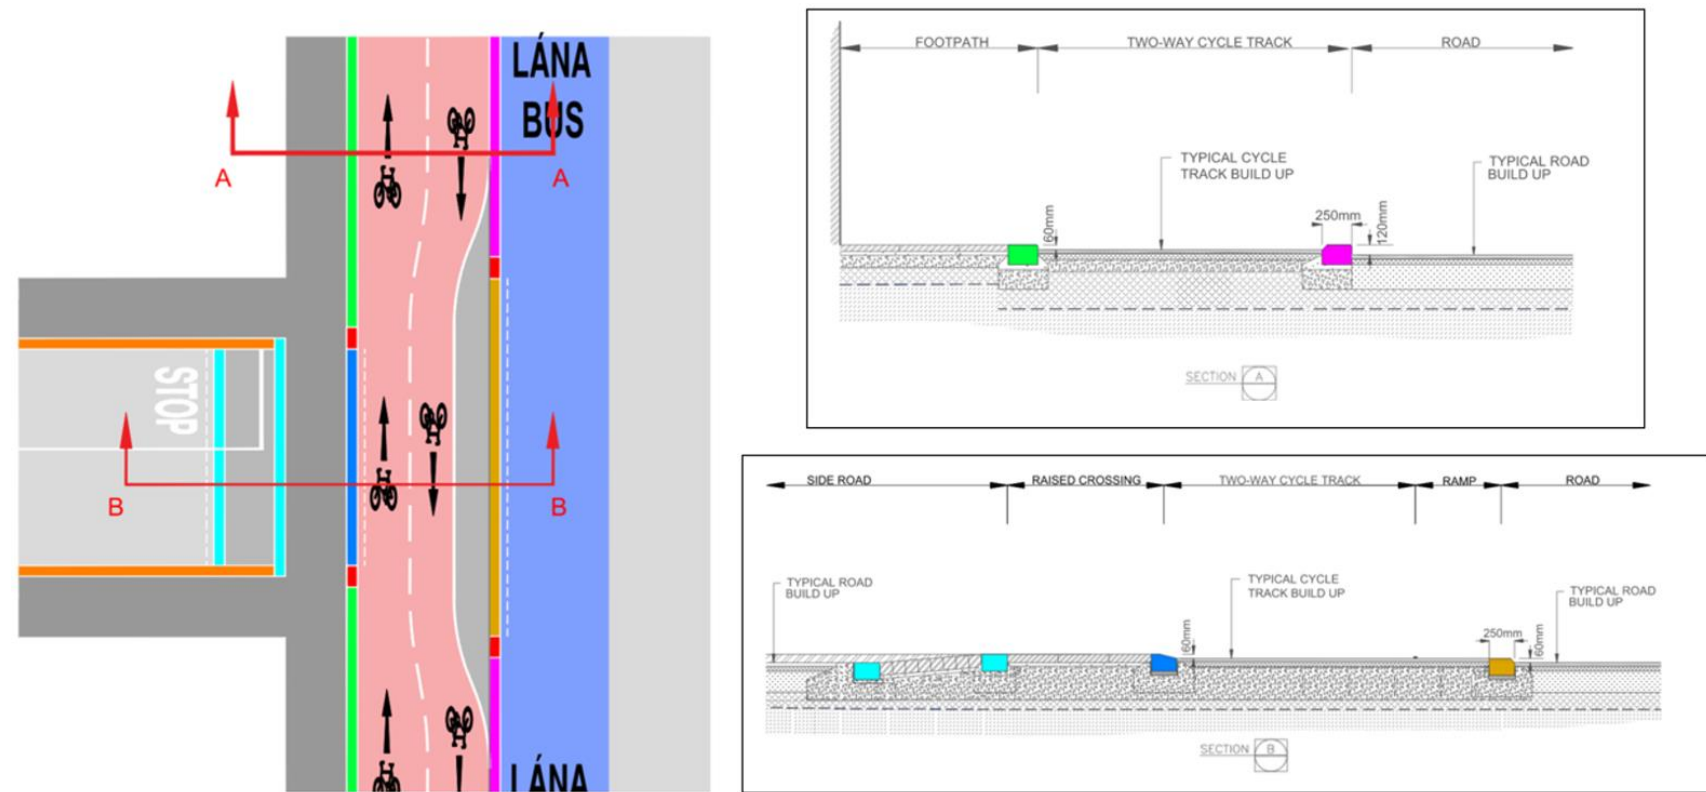 LÁNA
BUS
A
A
STOP
B
B
LÁNA
FOOTPATH
TWO-WAY CYCLE TRACK
ROAD
TYPICAL CYCLE
TRACK BUILD UP
TYPICAL ROAD
BUILD UP
60mm
250mm
120mm
SECTION A
SIDE ROAD
RAISED CROSSING
TWO-WAY CYCLE TRACK
RAMP
ROAD
TYPICAL ROAD
BUILD UP
TYPICAL CYCLE
TRACK BUILD UP
TYPICAL ROAD
BUILD UP
60mm
250mm
60mm
SECTION B